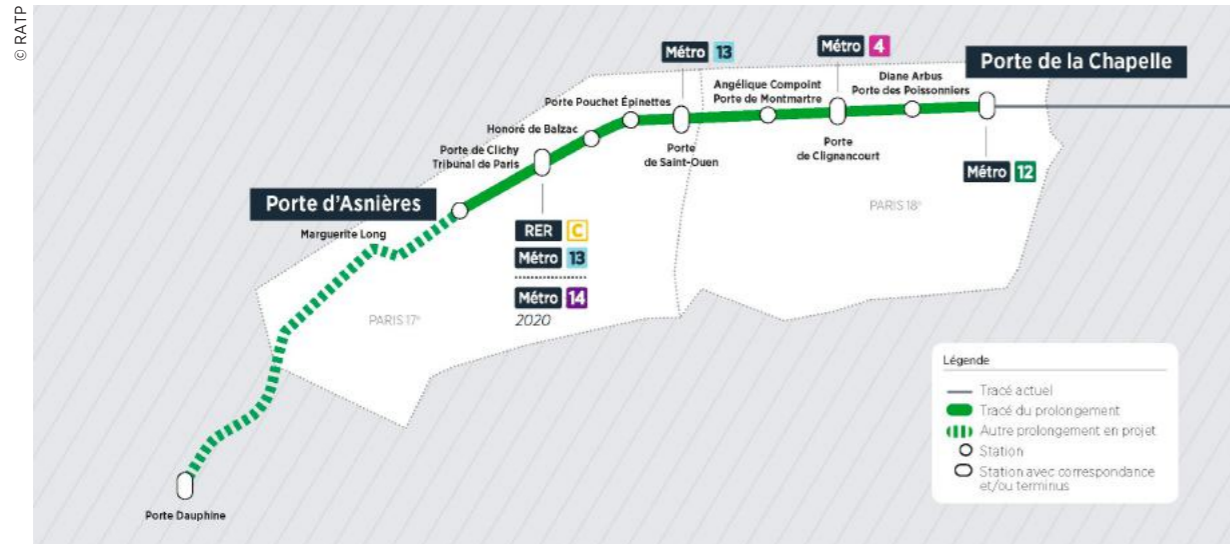 © RATP
Métro 13
Métro 4
Porte de la Chapelle
Angélique Compoint
Porte de Montmartre
Diane Arbus
Porte des Poissonniers
Porte Pouchet Épinettes
Honoré de Balzac
Porte de Clichy
Tribunal de Paris
Porte
de Saint-Ouen
Porte
de Clignancourt
Métro 12
Porte d'Asnières
Marguerite Long
RER C
Métro 13
Métro 14
2020
PARIS 17e
PARIS 18e
Porte Dauphine
Légende
Tracé actuel
Tracé du prolongement
Autre prolongement en projet
Station
Station avec correspondance
et/ou terminus